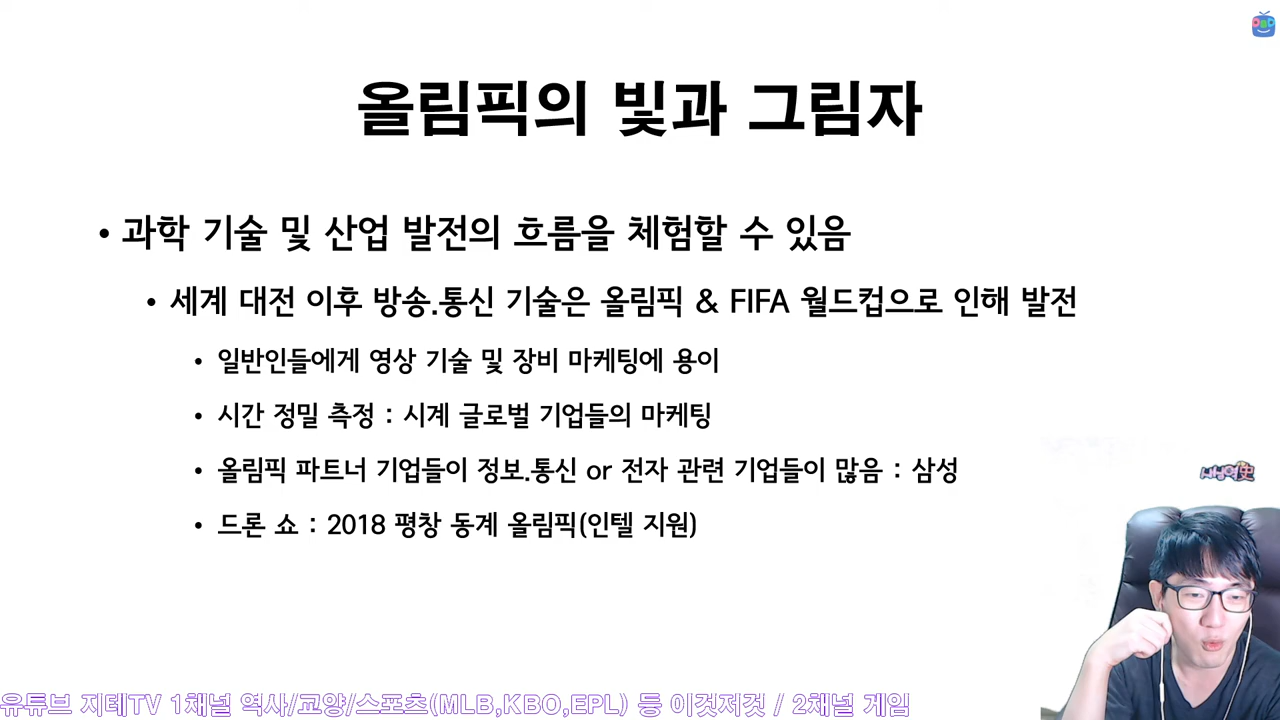 올림픽의 빛과 그림자
• 과학 기술 및 산업 발전의 흐름을 체험할 수 있음
• 세계 대전 이후 방송.통신 기술은 올림픽 & FIFA 월드컵으로 인해 발전
• 일반인들에게 영상 기술 및 장비 마케팅에 용이
• 시간 정밀 측정 : 시계 글로벌 기업들의 마케팅
• 올림픽 파트너 기업들이 정보.통신 or 전자 관련 기업들이 많음 : 삼성
• 드론 쇼 : 2018 평창 동계 올림픽(인텔 지원)
유튜브 지테TV 1채널 역사/교양/스포츠(MLB,KBO,EPL) 등 이것저것 / 2채널 게임